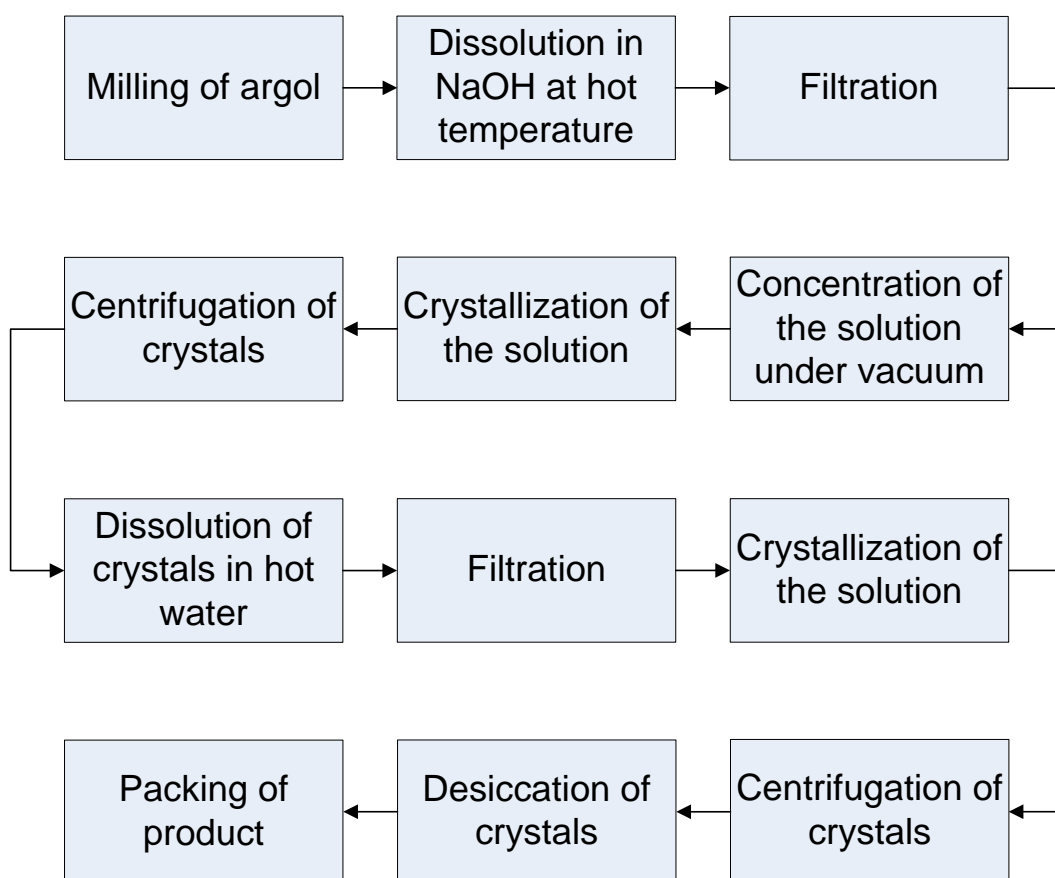 Milling of argol
Dissolution in
NaOH at hot
temperature
Filtration
Concentration of
the solution
under vacuum
Crystallization of
the solution
Centrifugation of
crystals
Dissolution of
crystals in hot
water
Filtration
Crystallization of
the solution
Centrifugation of
crystals
Desiccation of
crystals
Packing of
product